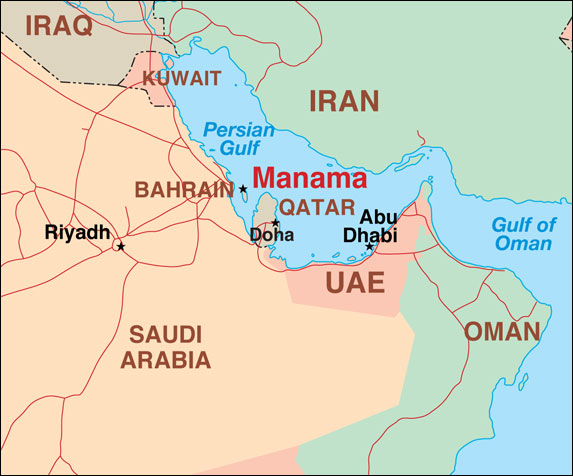 IRAQ
KUWAIT
IRAN
Persian
Gulf
BAHRAIN
Manama
QATAR
Riyadh
Doha
Abu
Dhabi
Gulf of
Oman
UAE
SAUDI
ARABIA
OMAN